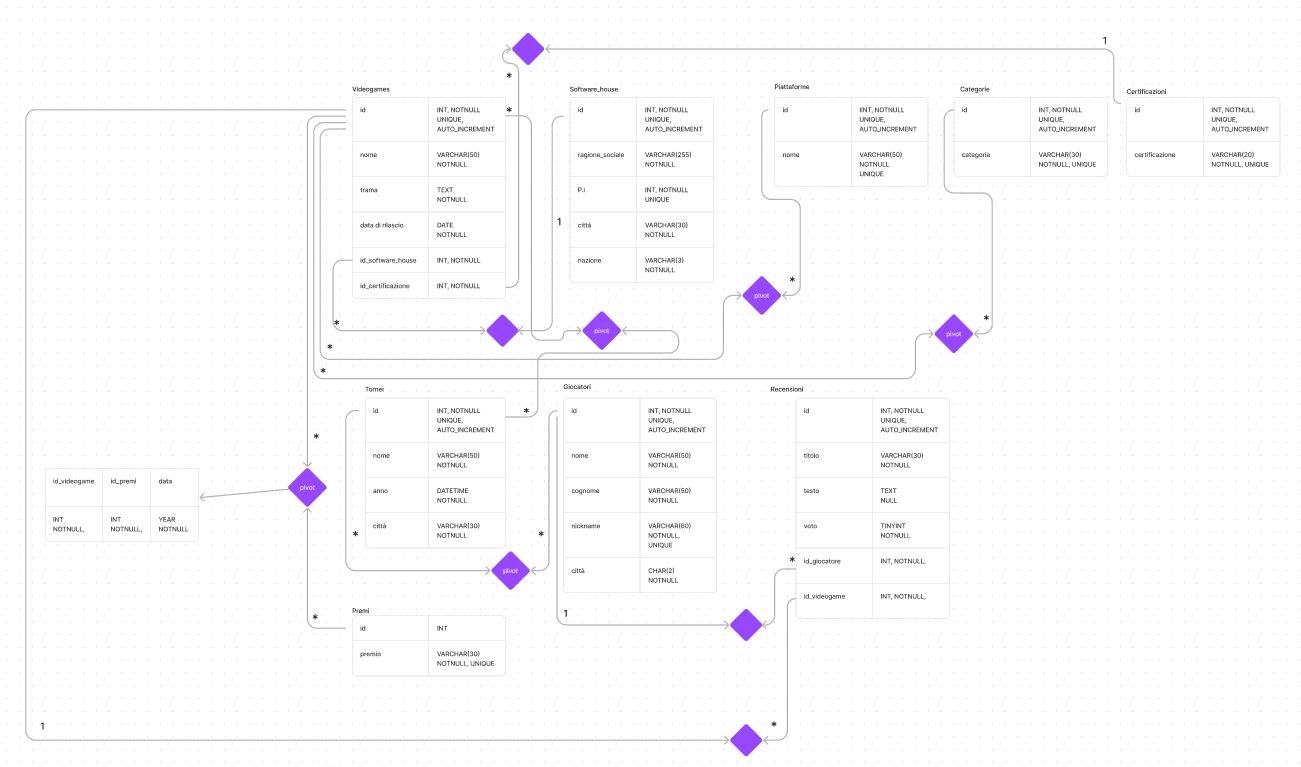 1
*
Videogames
id
INT, NOTNULL
UNIQUE,
AUTO_INCREMENT
nome
VARCHAR(50)
NOTNULL
trama
TEXT
NOTNULL
data di rilascio
DATE
NOTNULL
id_software_house
INT, NOTNULL
id_certificazione
INT, NOTNULL
*
Software_house
id
INT, NOTNULL
UNIQUE,
AUTO_INCREMENT
ragione_sociale
VARCHAR(255)
NOTNULL
P.I
INT, NOTNULL
UNIQUE
città
VARCHAR(30)
NOTNULL
nazione
VARCHAR(3)
NOTNULL
1
Piattaforme
id
IINT, NOTNULL
UNIQUE,
AUTO_INCREMENT
nome
VARCHAR(50)
NOTNULL
UNIQUE
Categorie
id
IINT, NOTNULL
UNIQUE,
AUTO_INCREMENT
categoria
VARCHAR(30)
NOTNULL, UNIQUE
Certificazioni
id
IINT, NOTNULL
UNIQUE,
AUTO_INCREMENT
certificazione
VARCHAR(20)
NOTNULL, UNIQUE
*
pivot
*
pivot
*
pivot
*
*
Tornei
id
INT, NOTNULL
UNIQUE,
AUTO_INCREMENT
nome
VARCHAR(50)
NOTNULL
anno
DATETIME
NOTNULL
città
VARCHAR(30)
NOTNULL
*
Giocatori
id
INT, NOTNULL
UNIQUE,
AUTO_INCREMENT
nome
VARCHAR(50)
NOTNULL
cognome
VARCHAR(50)
NOTNULL
nickname
VARCHAR(60)
NOTNULL,
UNIQUE
città
CHAR(2)
NOTNULL
Recensioni
id
INT, NOTNULL
UNIQUE,
AUTO_INCREMENT
titolo
VARCHAR(30)
NOTNULL
testo
TEXT
NULL
voto
TINYINT
NOTNULL
id_giocatore
INT, NOTNULL,
id_videogame
INT, NOTNULL,
*
id_videogame
id_premi
data
INT
NOTNULL,
INT
NOTNULL,
YEAR
NOTNULL
pivot
*
*
pivot
*
*
Premi
id
INT
premio
VARCHAR(30)
NOTNULL, UNIQUE
1
1
*